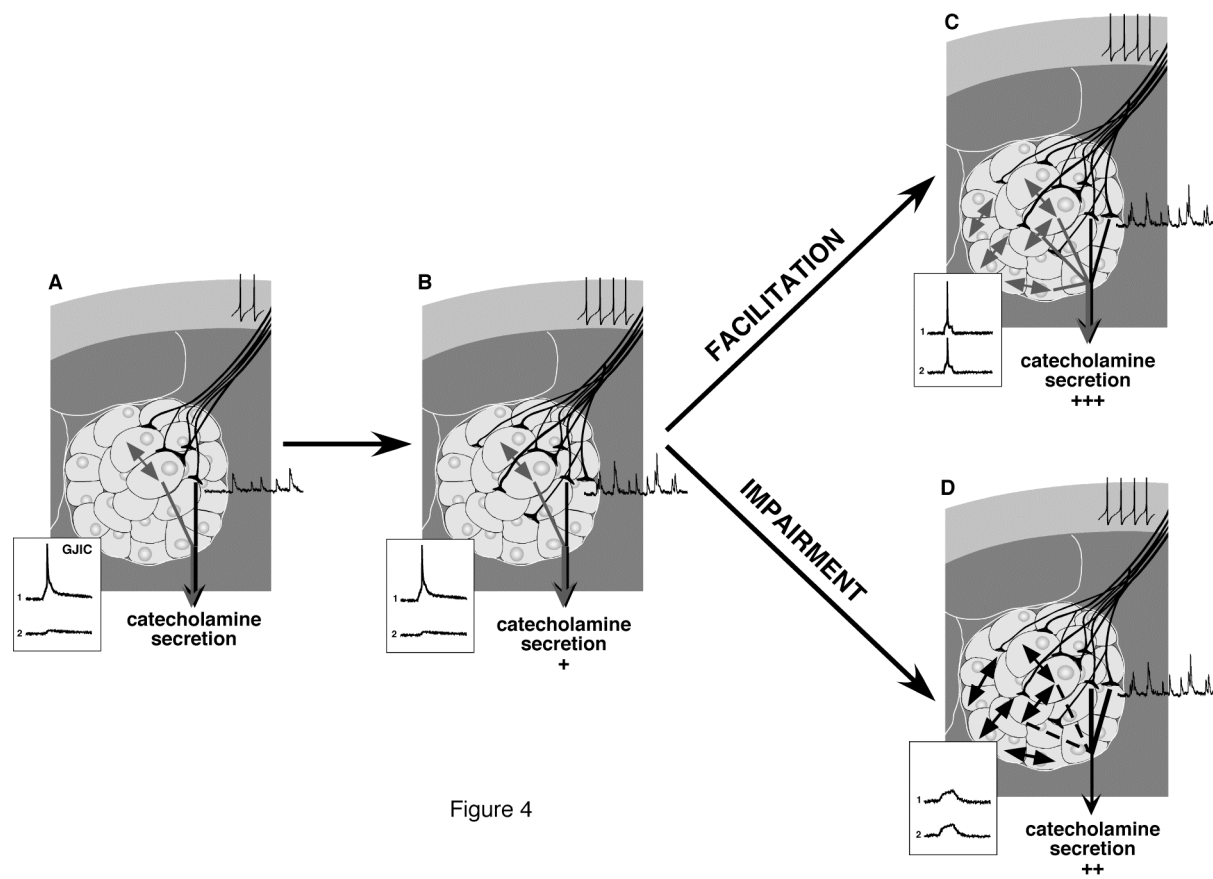 A
GJIC
1
2
catecholamine
secretion
B
1
2
catecholamine
secretion
+
FACILITATION
IMPAIRMENT
C
1
2
catecholamine
secretion
+++
D
1
2
catecholamine
secretion
++
Figure 4